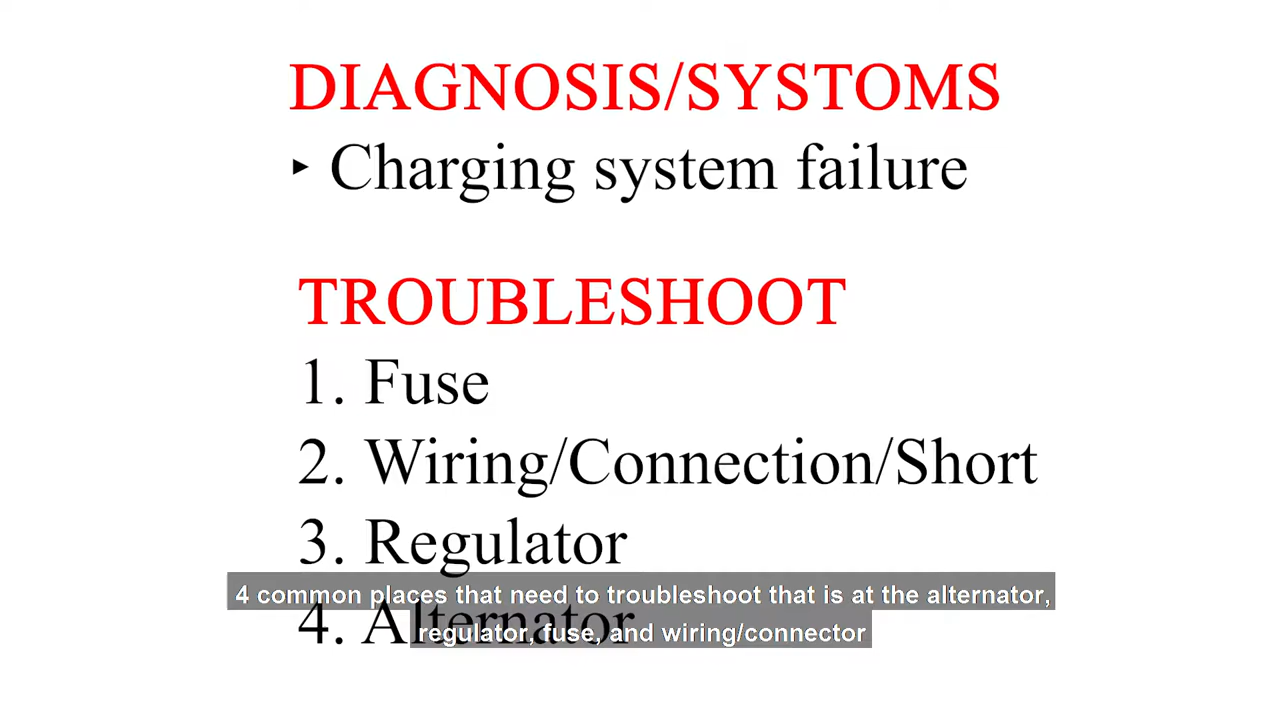 DIAGNOSIS/SYSTOMS
‣ Charging system failure
TROUBLESHOOT
1. Fuse
2. Wiring/Connection/Short
3. Regulator
4. Alternator
4 common places that need to troubleshoot that is at the alternator,
regulator, fuse, and wiring/connector